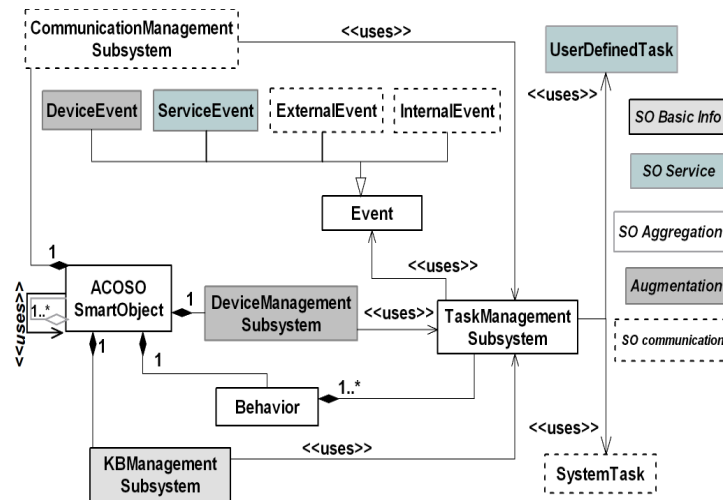 CommunicationManagement
Subsystem
<<uses>>
UserDefinedTask
<<uses>>
DeviceEvent
ServiceEvent
ExternalEvent
InternalEvent
SO Basic Info
SO Service
Event
SO Aggregation
<<uses>>
1
ACOSO
SmartObject
1
DeviceManagement
Subsystem
<<uses>>
TaskManagement
Subsystem
Augmentation
SO communication
<<uses>>
1..*
1
1
Behavior
1..*
<<uses>>
<<uses>>
KBManagement
Subsystem
SystemTask